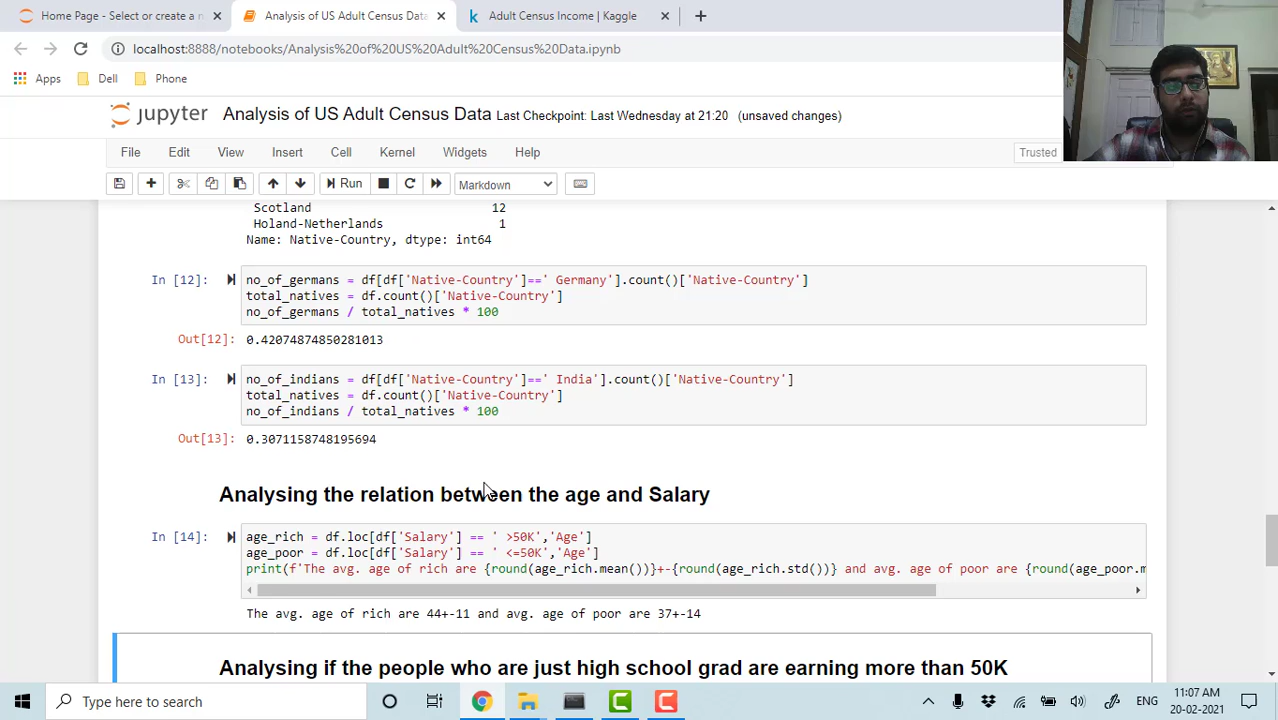 Home Page - Select or create a n
Analysis of US Adult Census Data
Adult Census Income | Kaggle
localhost:8888/notebooks/Analysis%20of%20US%20Adult%20Census%20Data.ipynb
Apps
Dell
Phone
jupyter
Analysis of US Adult Census Data Last Checkpoint: Last Wednesday at 21:20 (unsaved changes)
File
Edit
View
Insert
Cell
Kernel
Widgets
Help
Trusted
Run
Markdown
Scotland 12
Holand-Netherlands 1
Name: Native-Country, dtype: int64
In [12]:
no_of_germans = df[df['Native-Country']==' Germany'].count()['Native-Country']
total_natives = df.count()['Native-Country']
no_of_germans / total_natives * 100
Out[12]: 0.42074874850281013
In [13]:
no_of_indians = df[df['Native-Country']==' India'].count()['Native-Country']
total_natives = df.count()['Native-Country']
no_of_indians / total_natives * 100
Out[13]: 0.3071158748195694
Analysing the relation between the age and Salary
In [14]:
age_rich = df.loc[df['Salary'] == ' >50K','Age']
age_poor = df.loc[df['Salary'] == ' <=50K','Age']
print(f'The avg. age of rich are {round(age_rich.mean())}+-{round(age_rich.std())} and avg. age of poor are {round(age_poor.m
The avg. age of rich are 44+-11 and avg. age of poor are 37+-14
Analysing if the people who are just high school grad are earning more than 50K
Type here to search
ENG
11:07 AM
20-02-2021